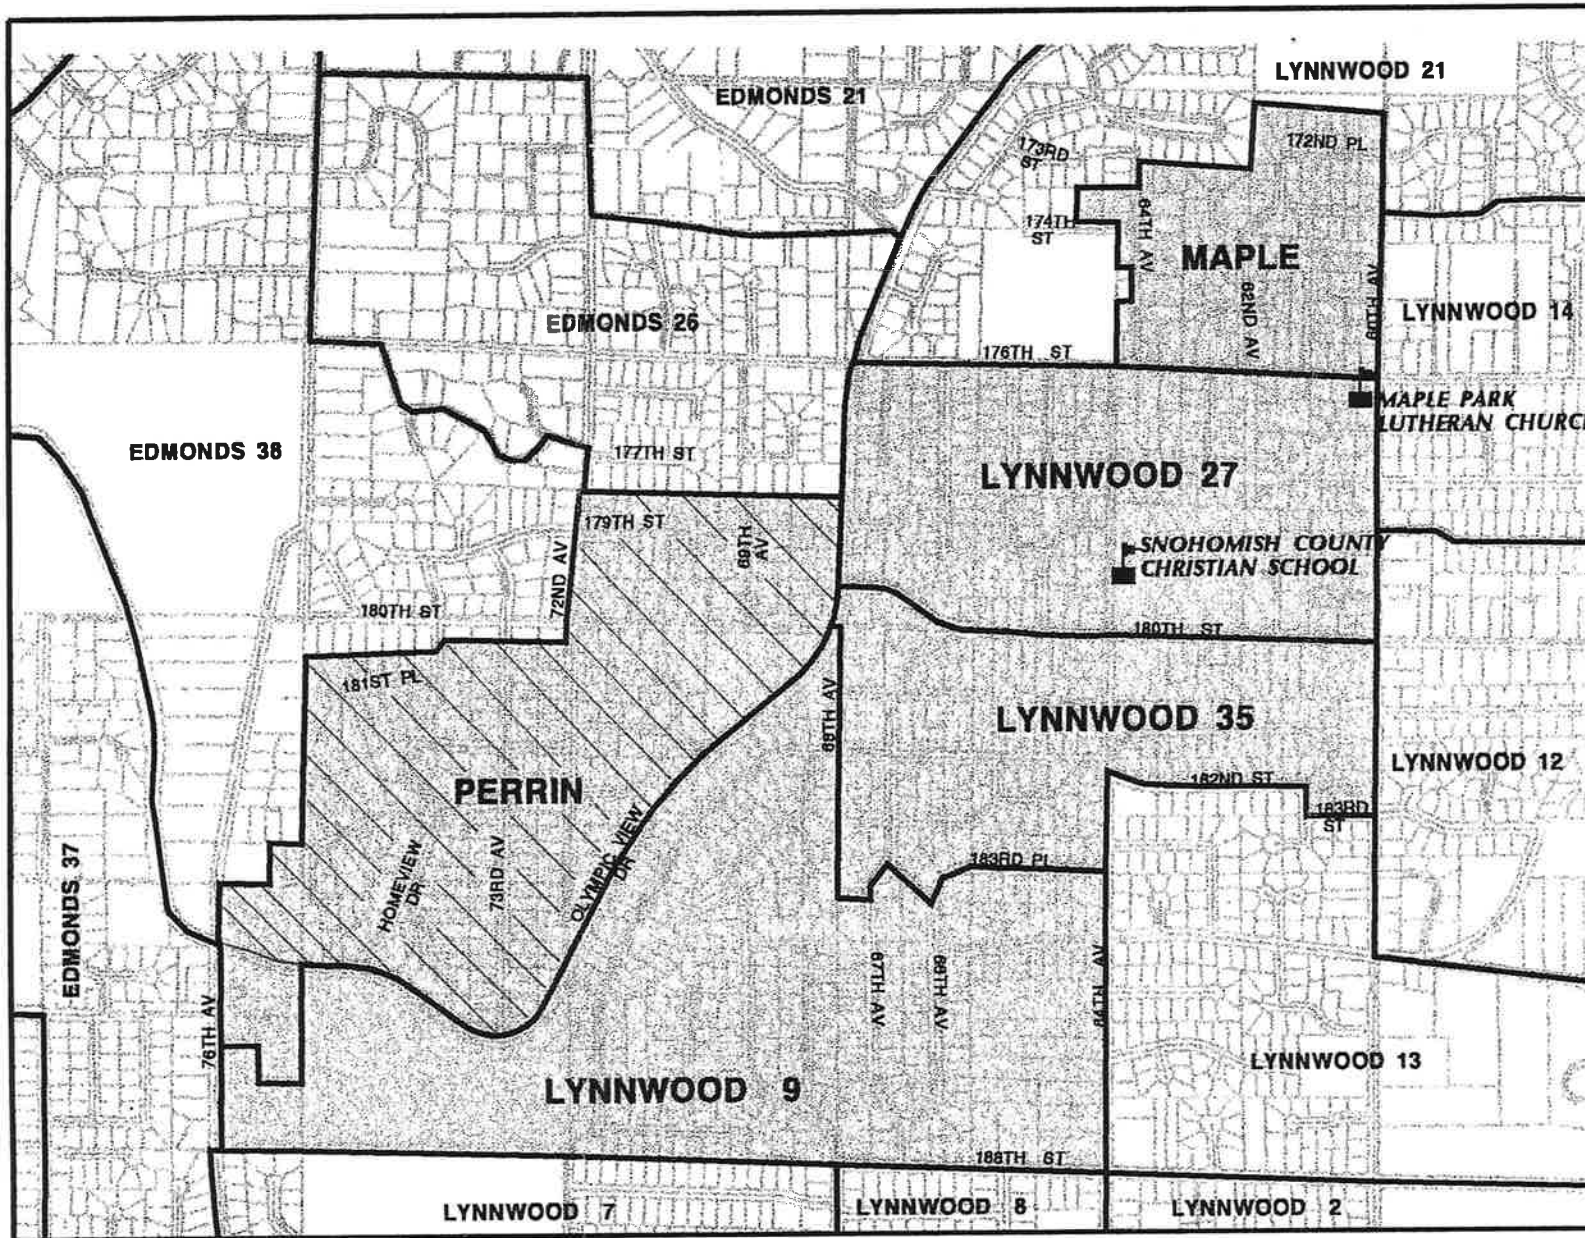 LYNNWOOD 21
EDMONDS 21
173RD
ST
172ND PL
174TH
ST
64TH AV
MAPLE
62ND AV
60TH AV
LYNNWOOD 14
EDMONDS 26
176TH ST
MAPLE PARK
LUTHERAN CHURCH
EDMONDS 38
177TH ST
LYNNWOOD 27
179TH ST
69TH
AV
72ND AV
SNOHOMISH COUNTY
CHRISTIAN SCHOOL
180TH ST
180TH ST
181ST PL
68TH AV
LYNNWOOD 35
LYNNWOOD 12
182ND ST
183RD
ST
PERRIN
OLYMPIC VIEW
DR
HOMEVIEW
DR
73RD AV
183RD PL
EDMONDS 37
67TH AV
66TH AV
64TH AV
76TH AV
LYNNWOOD 13
LYNNWOOD 9
188TH ST
LYNNWOOD 7
LYNNWOOD 8
LYNNWOOD 2